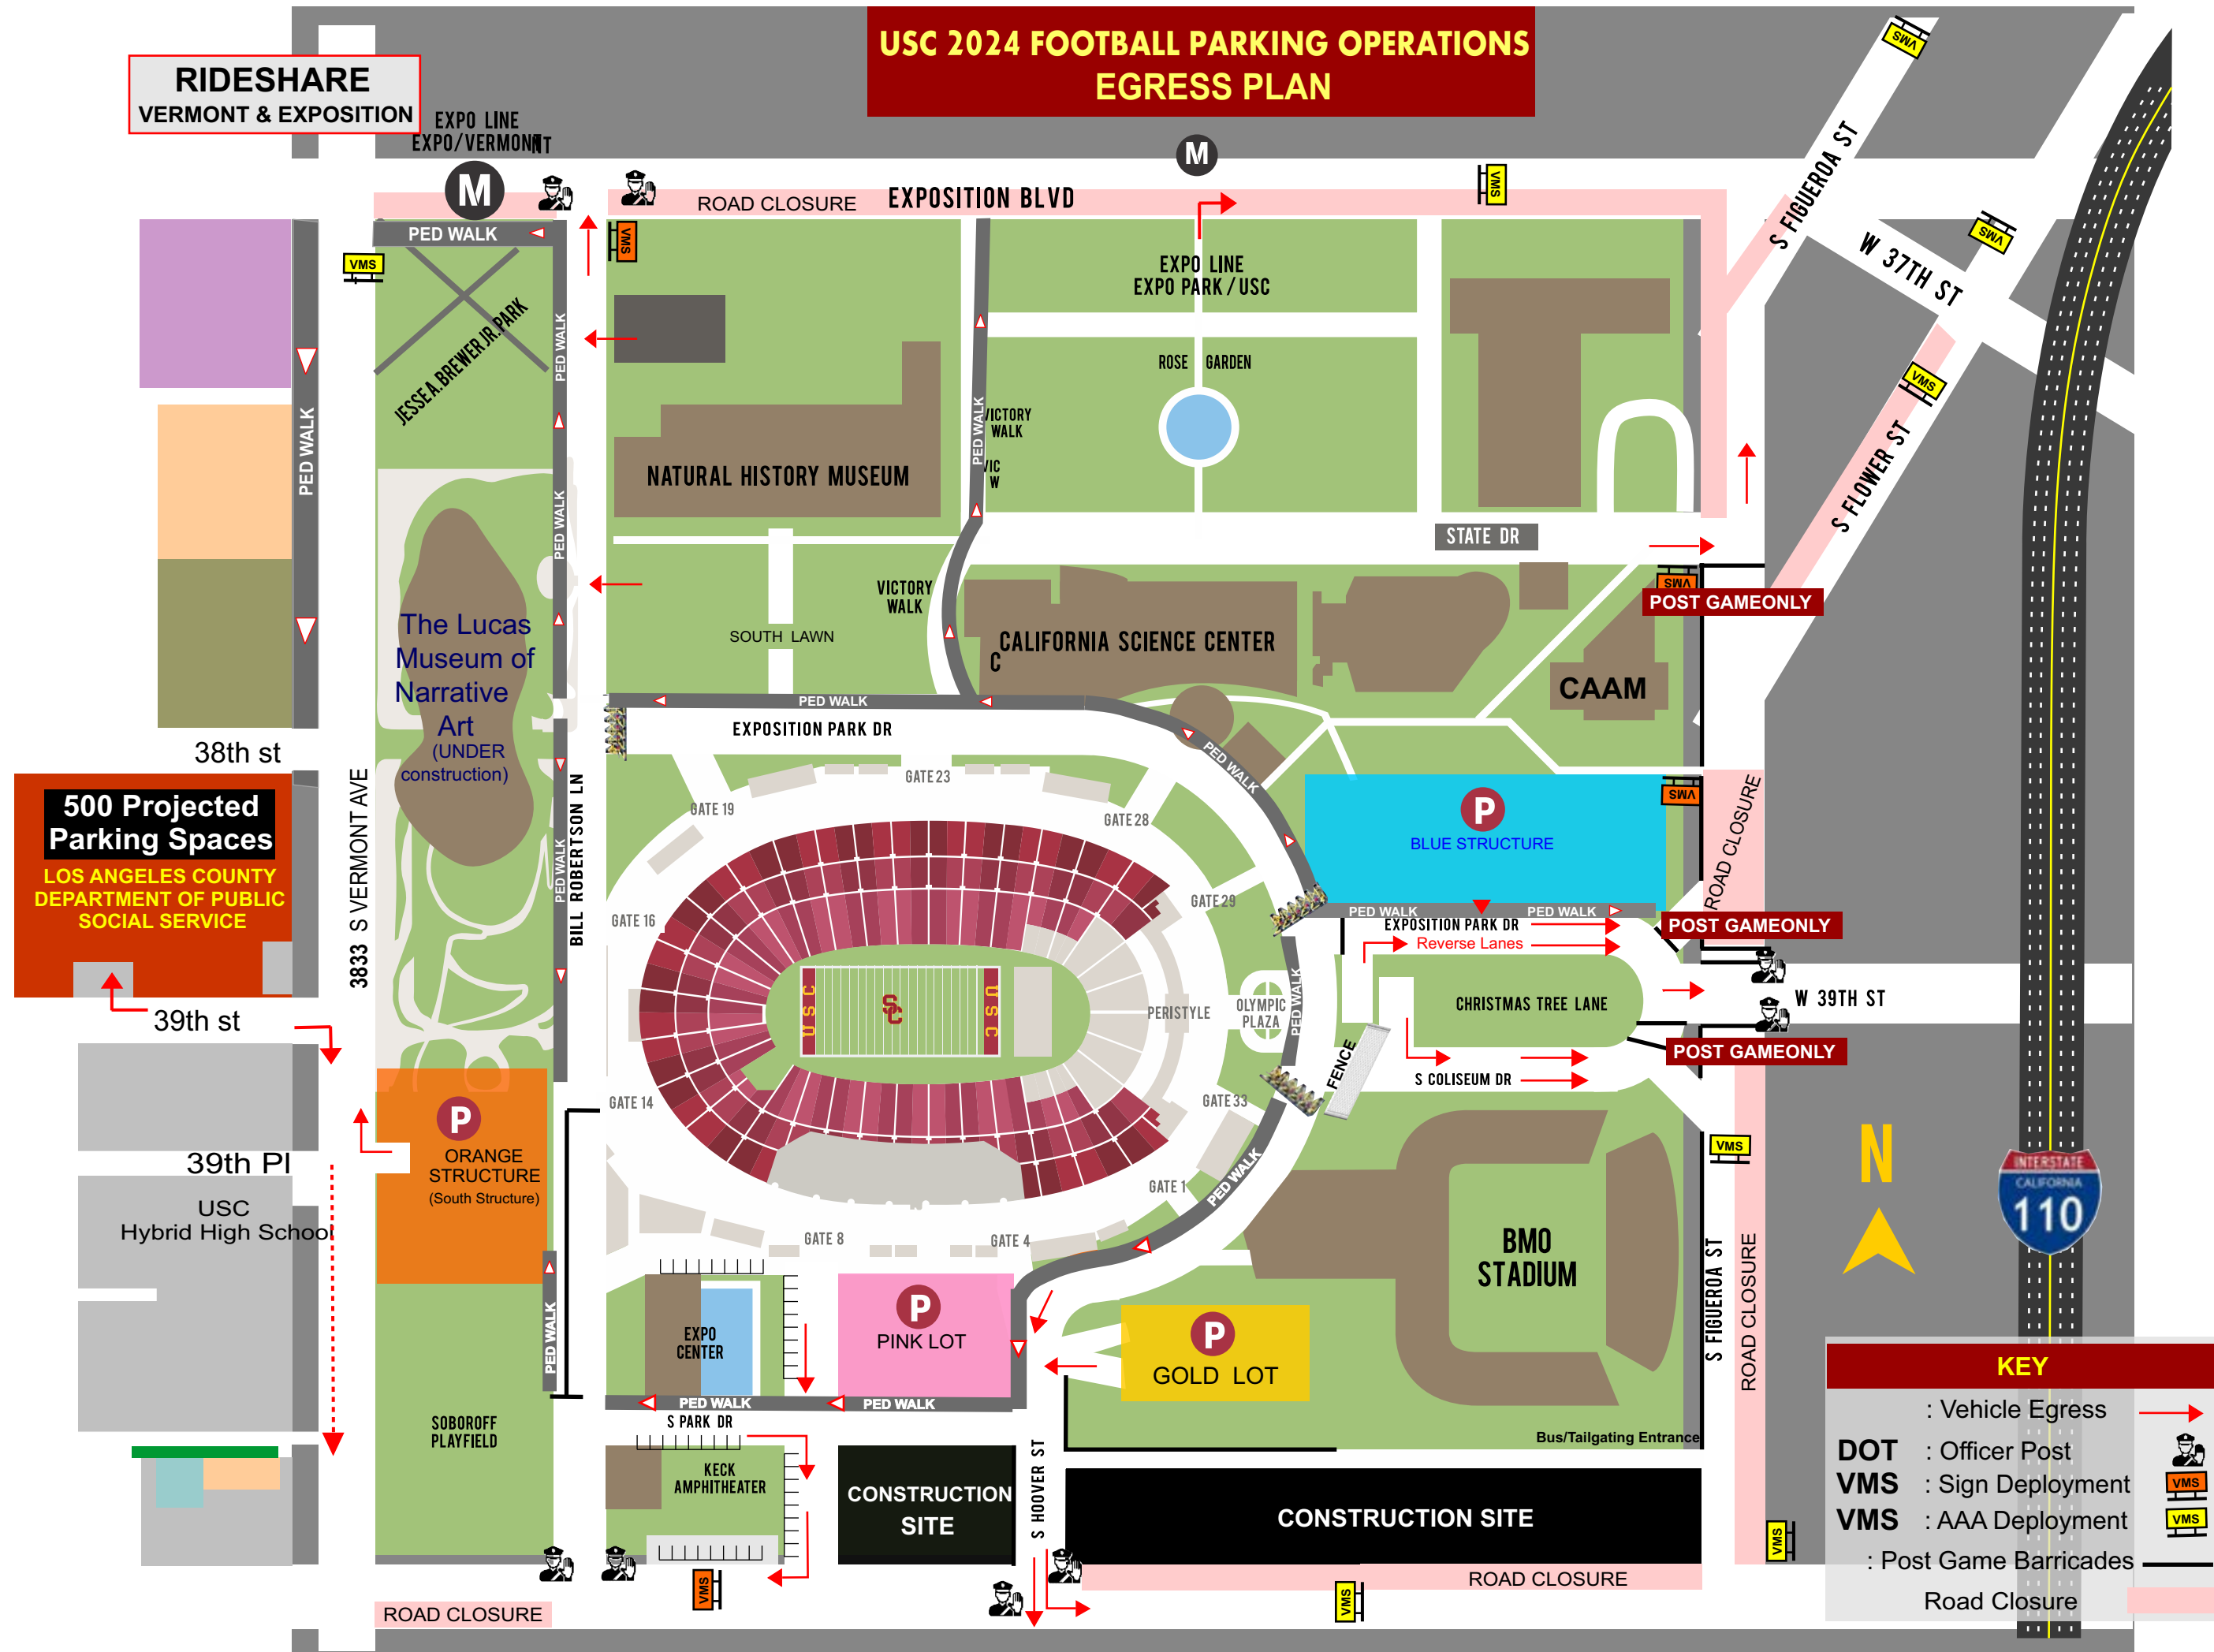 USC 2024 FOOTBALL PARKING OPERATIONS
EGRESS PLAN
RIDESHARE
VERMONT & EXPOSITION
EXPO LINE
EXPO/VERMONT
NT
M
M
VMS
VMS
S FIGUEROA ST
ROAD CLOSURE
EXPOSITION BLVD
PED WALK
VMS
VMS
VMS
W 37TH ST
EXPO LINE
EXPO PARK / USC
JESSE A. BREWER JR. PARK
PED WALK
ROSE GARDEN
VMS
PED WALK
VICTORY
WALK
VIC
W
PED WALK
NATURAL HISTORY MUSEUM
S FLOWER ST
PED WALK
STATE DR
VICTORY
WALK
VMS
POST GAMEONLY
The Lucas
Museum of
Narrative
Art
(UNDER
construction)
SOUTH LAWN
CALIFORNIA SCIENCE CENTER
C
CAAM
PED WALK
EXPOSITION PARK DR
PED WALK
38th st
500 Projected
Parking Spaces
LOS ANGELES COUNTY
DEPARTMENT OF PUBLIC
SOCIAL SERVICE
3833 S VERMONT AVE
BILL ROBERTSON LN
PED WALK
GATE 23
GATE 19
GATE 28
P
BLUE STRUCTURE
VMS
ROAD CLOSURE
GATE 29
GATE 16
PED WALK
PED WALK
EXPOSITION PARK DR
POST GAMEONLY
Reverse Lanes
USC
SC
USC
PERISTYLE
OLYMPIC
PLAZA
PED WALK
CHRISTMAS TREE LANE
W 39TH ST
39th st
FENCE
POST GAMEONLY
S COLISEUM DR
GATE 14
GATE 33
P
ORANGE
STRUCTURE
(South Structure)
39th Pl
USC
Hybrid High School
GATE 1
PED WALK
VMS
N
INTERSTATE
CALIFORNIA
110
GATE 8
GATE 4
BMO
STADIUM
S FIGUEROA ST
ROAD CLOSURE
PED WALK
EXPO
CENTER
P
PINK LOT
P
GOLD LOT
PED WALK
PED WALK
S PARK DR
SOBOROFF
PLAYFIELD
KECK
AMPHITHEATER
CONSTRUCTION
SITE
S HOOVER ST
Bus/Tailgating Entrance
CONSTRUCTION SITE
VMS
VMS
VMS
ROAD CLOSURE
ROAD CLOSURE
KEY
: Vehicle Egress
DOT : Officer Post
VMS : Sign Deployment VMS
VMS : AAA Deployment VMS
: Post Game Barricades
Road Closure